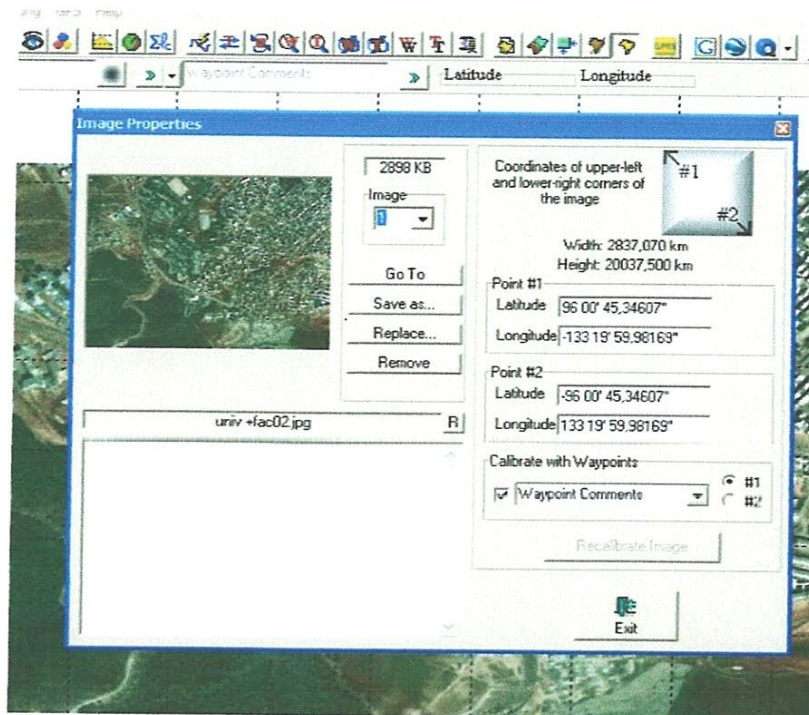 GPS Help
Waypoint Comments
Latitude
Longitude
Image Properties
2898 KB
Image
1
Go To
Save as...
Replace...
Remove
univ +fac02.jpg
R
Coordinates of upper-left
and lower-right corners of
the image
#1
#2
Width: 2837,070 km
Height: 20037,500 km
Point #1
Latitude 96 00' 45,34607"
Longitude -133 19' 59,98169"
Point #2
Latitude -96 00' 45,34607"
Longitude 133 19' 59,98169"
Calibrate with Waypoints
Waypoint Comments
#1
#2
Recalibrate Image
Exit